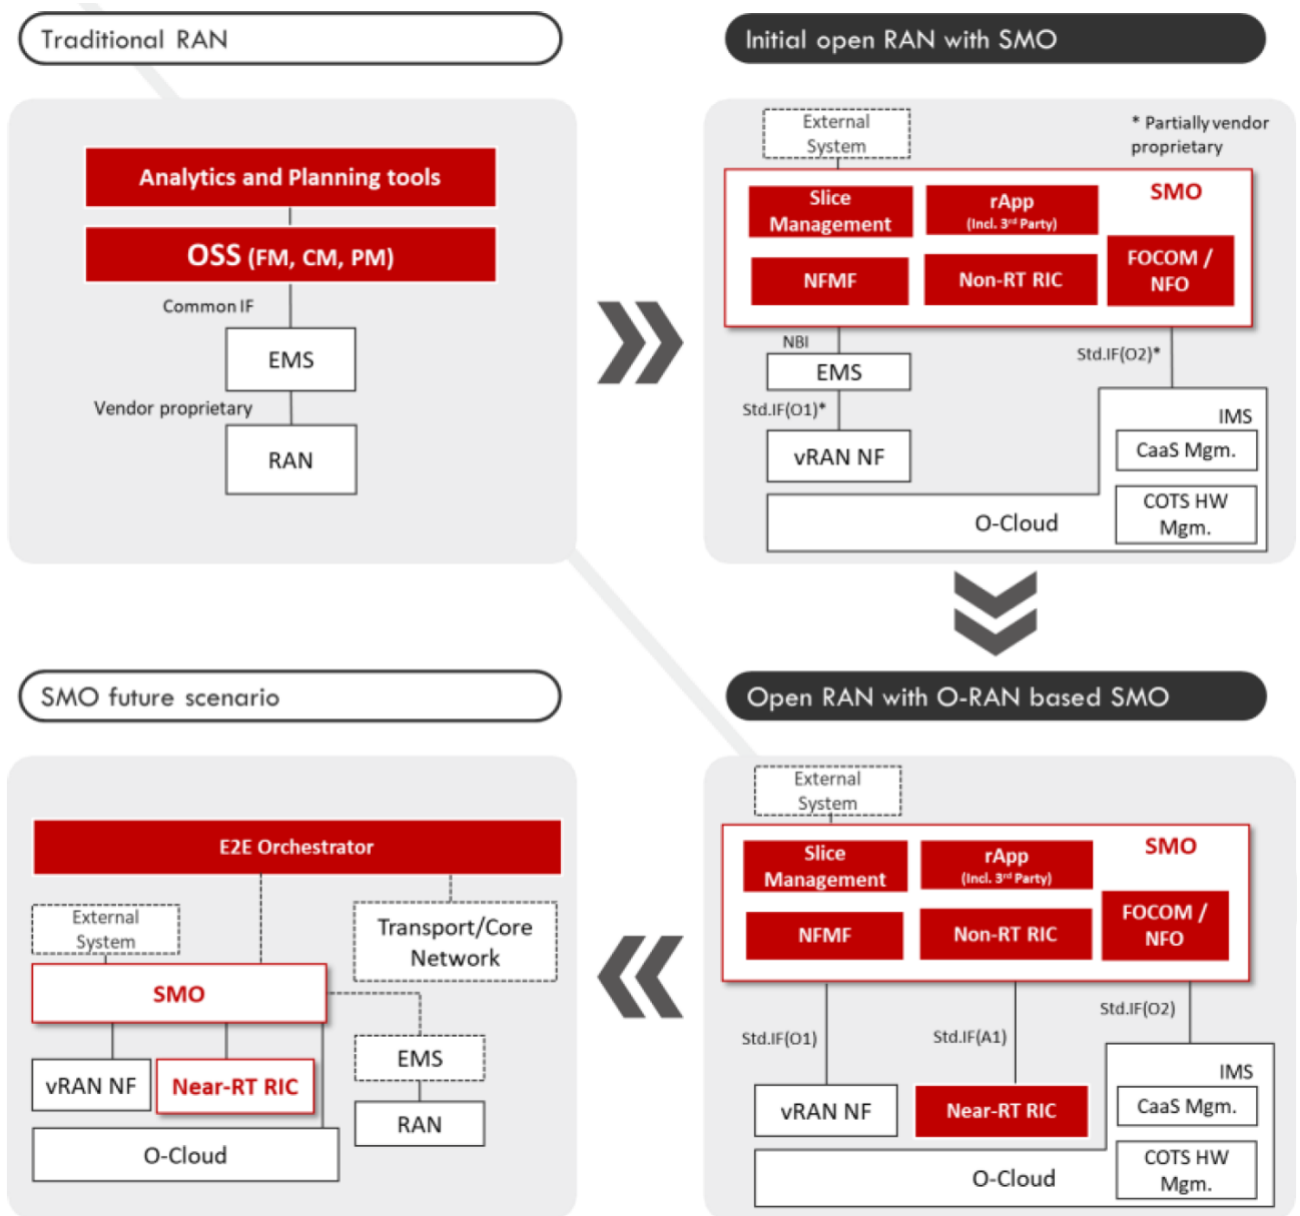 Traditional RAN
Analytics and Planning tools
OSS (FM, CM, PM)
Common IF
EMS
Vendor proprietary
RAN
Initial open RAN with SMO
External
System
* Partially vendor
proprietary
SMO
Slice
Management
rApp
(Incl. 3rd Party)
NFMF
Non-RT RIC
FOCOM /
NFO
NBI
EMS
Std.IF(O1)*
vRAN NF
Std.IF(O2)*
IMS
CaaS Mgm.
COTS HW
Mgm.
O-Cloud
SMO future scenario
E2E Orchestrator
External
System
Transport/Core
Network
SMO
EMS
vRAN NF
Near-RT RIC
RAN
O-Cloud
Open RAN with O-RAN based SMO
External
System
SMO
Slice
Management
rApp
(Incl. 3rd Party)
NFMF
Non-RT RIC
FOCOM /
NFO
Std.IF(O1)
Std.IF(A1)
Std.IF(O2)
vRAN NF
Near-RT RIC
IMS
CaaS Mgm.
COTS HW
Mgm.
O-Cloud